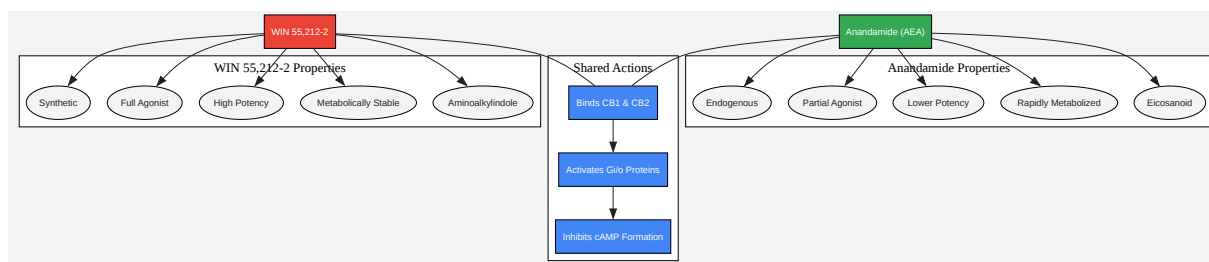 WIN 55,212-2
Anandamide (AEA)
WIN 55,212-2 Properties
Shared Actions
Anandamide Properties
Synthetic
Full Agonist
High Potency
Metabolically Stable
Aminoalkylindole
Binds CB1 & CB2
Endogenous
Partial Agonist
Lower Potency
Rapidly Metabolized
Eicosanoid
Activates Gi/o Proteins
Inhibits cAMP Formation